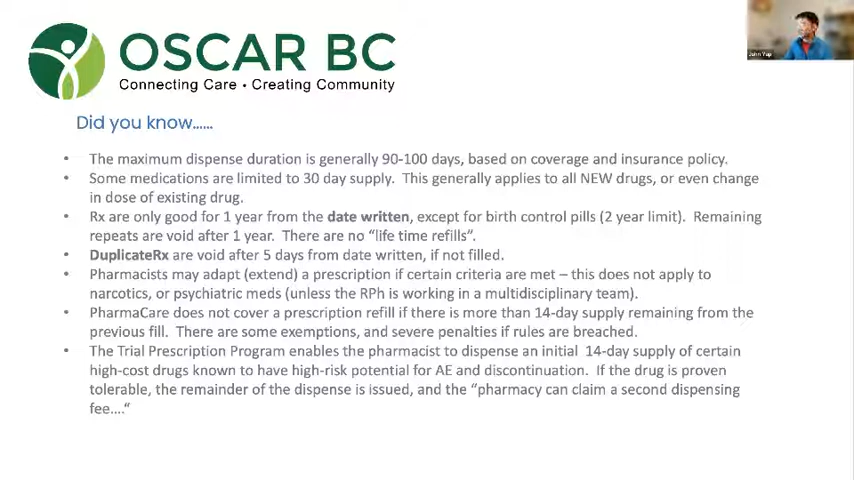 OSCAR BC
Connecting Care • Creating Community
John Yap
Did you know......
• The maximum dispense duration is generally 90-100 days, based on coverage and insurance policy.
• Some medications are limited to 30 day supply. This generally applies to all NEW drugs, or even change
in dose of existing drug.
• Rx are only good for 1 year from the date written, except for birth control pills (2 year limit). Remaining
repeats are void after 1 year. There are no “life time refills”.
• DuplicateRx are void after 5 days from date written, if not filled.
• Pharmacists may adapt (extend) a prescription if certain criteria are met – this does not apply to
narcotics, or psychiatric meds (unless the RPh is working in a multidisciplinary team).
• PharmaCare does not cover a prescription refill if there is more than 14-day supply remaining from the
previous fill. There are some exemptions, and severe penalties if rules are breached.
• The Trial Prescription Program enables the pharmacist to dispense an initial 14-day supply of certain
high-cost drugs known to have high-risk potential for AE and discontinuation. If the drug is proven
tolerable, the remainder of the dispense is issued, and the “pharmacy can claim a second dispensing
fee....“